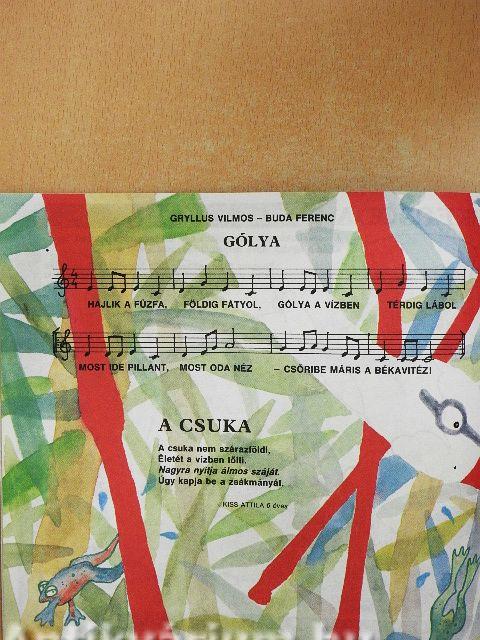 GRYLLUS VILMOS – BUDA FERENC
GÓLYA
HAJLIK A FŰZFA, FÖLDIG FÁTYOL, GÓLYA A VÍZBEN TÉRDIG LÁBOL
MOST IDE PILLANT, MOST ODA NÉZ – CSŐRIBE MÁRIS A BÉKAVITÉZ!
A CSUKA
A csuka nem szárazföldi,
Életét a vízben tölti.
Nagyra nyitja álmos száját,
Úgy kapja be a zsákmányát.
KISS ATTILA 6 éves